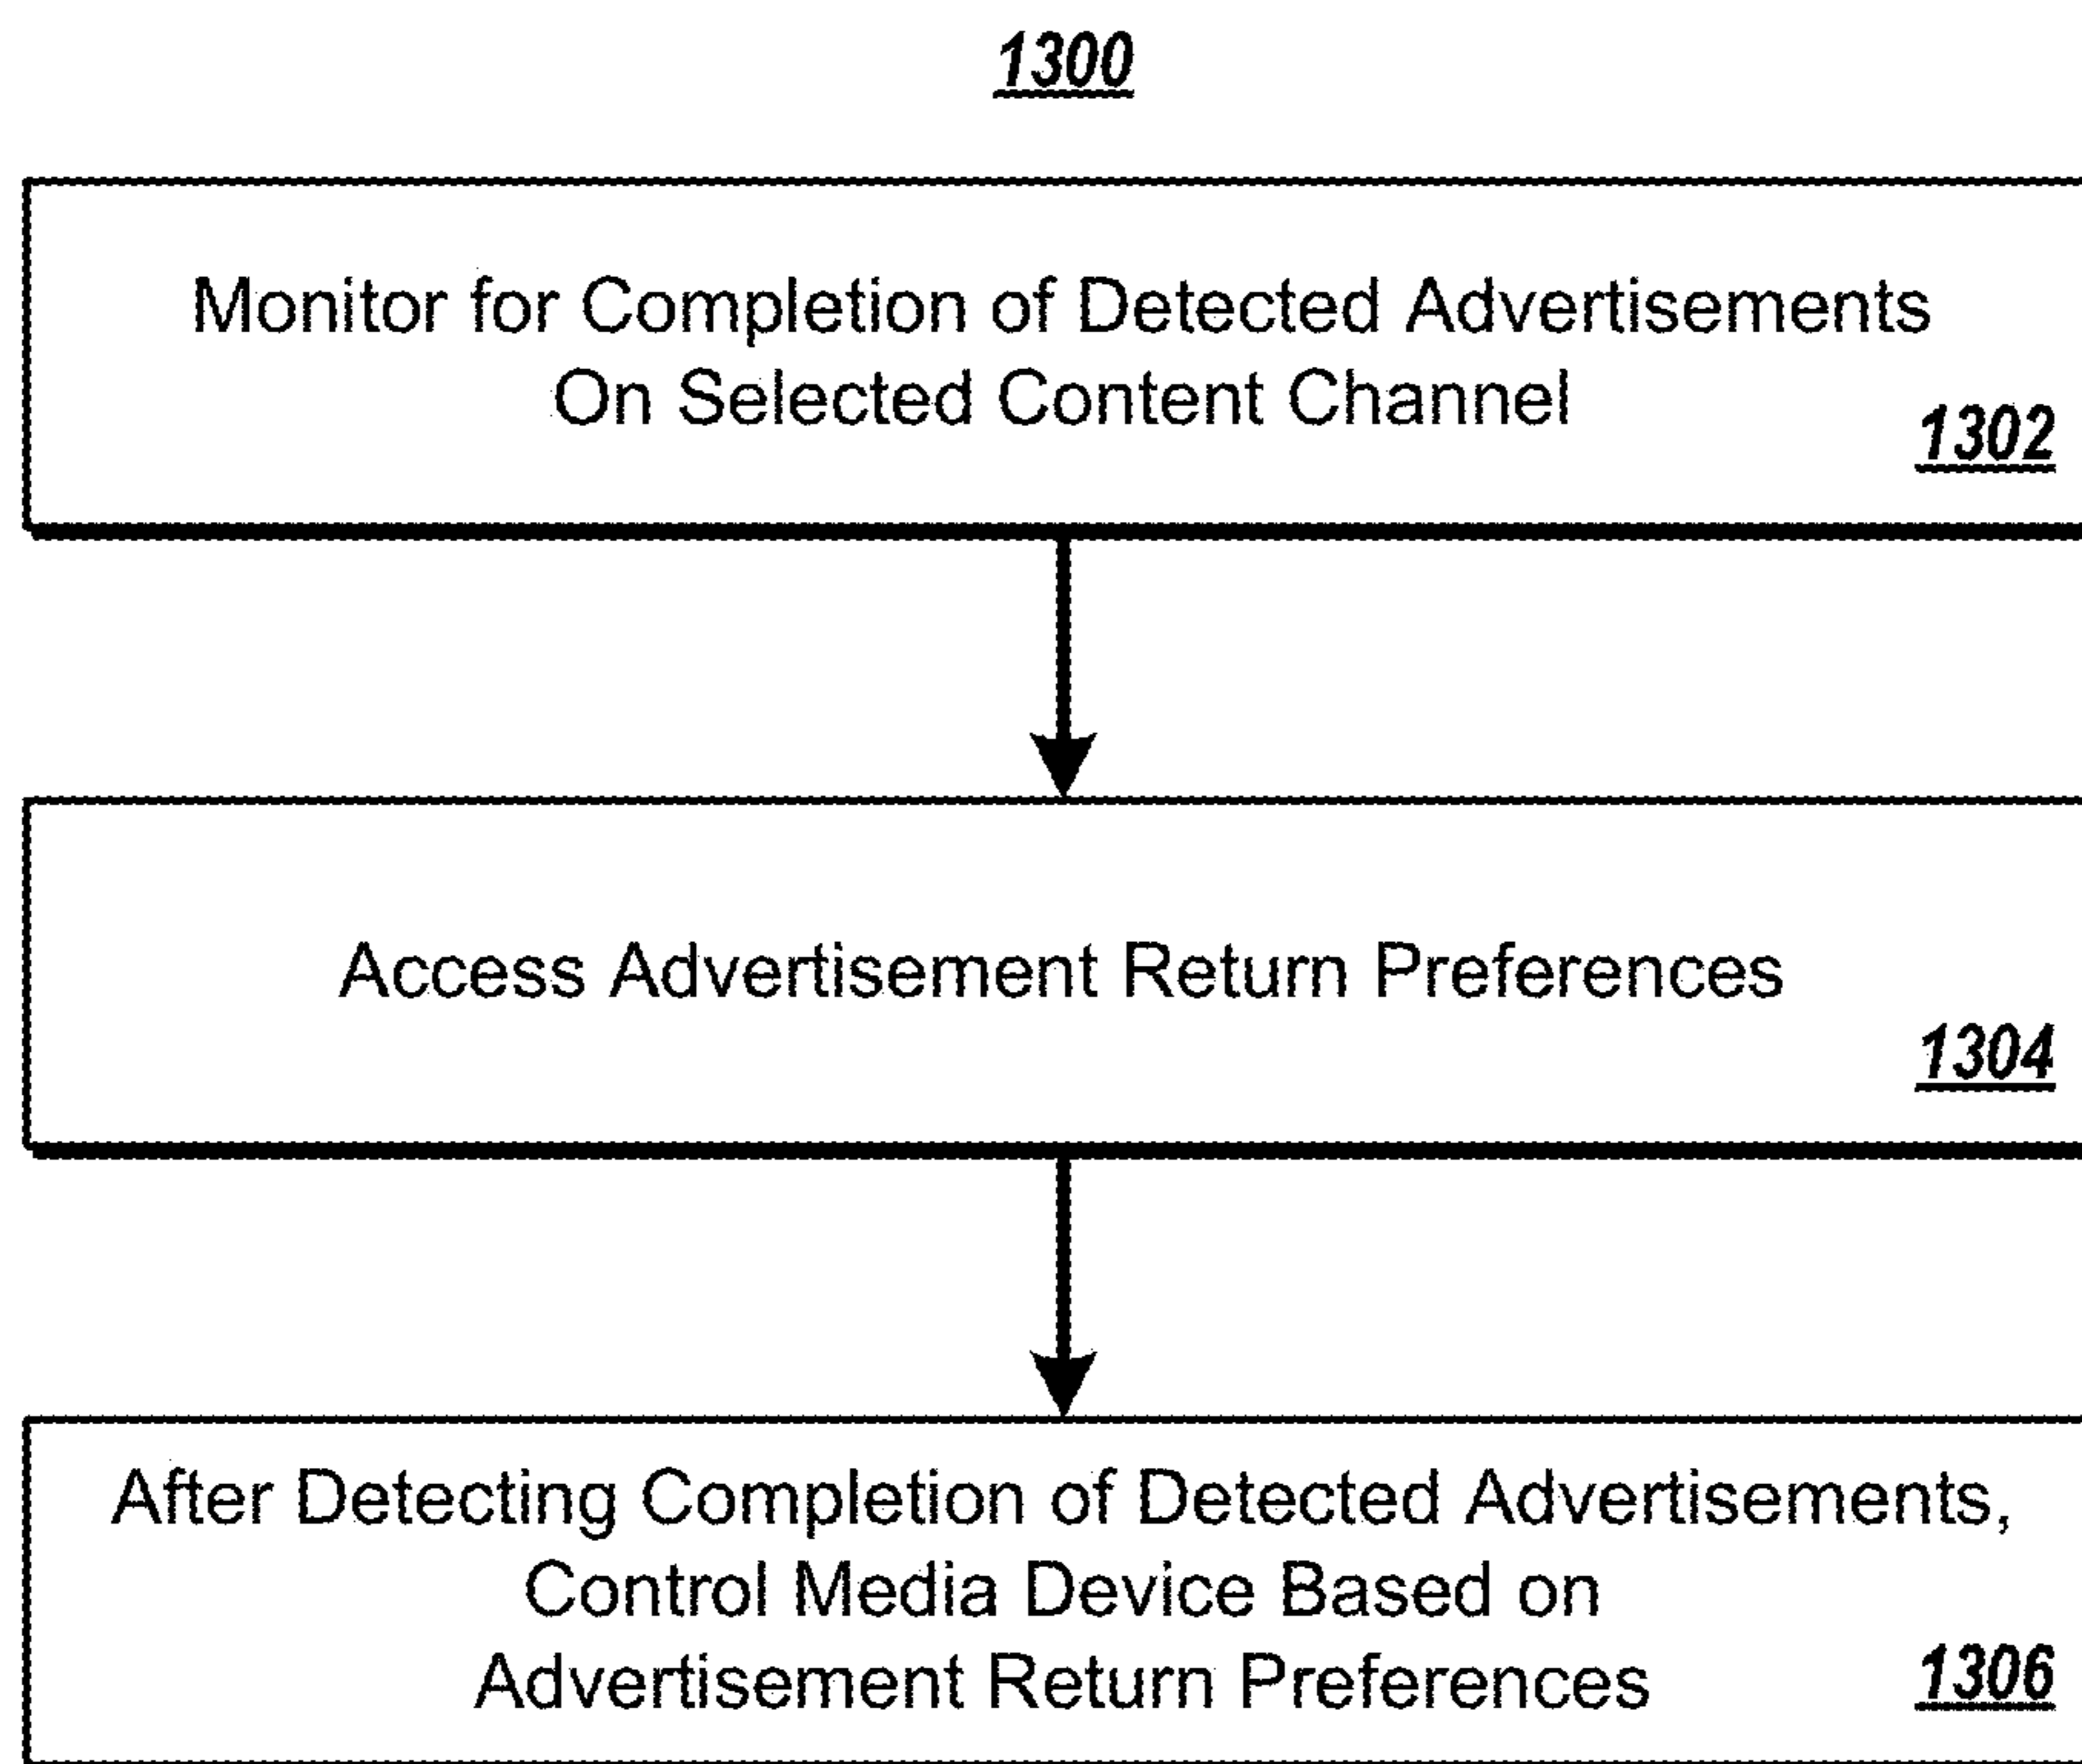 1300
Monitor for Completion of Detected Advertisements
On Selected Content Channel
1302
Access Advertisement Return Preferences
1304
After Detecting Completion of Detected Advertisements,
Control Media Device Based on
Advertisement Return Preferences
1306